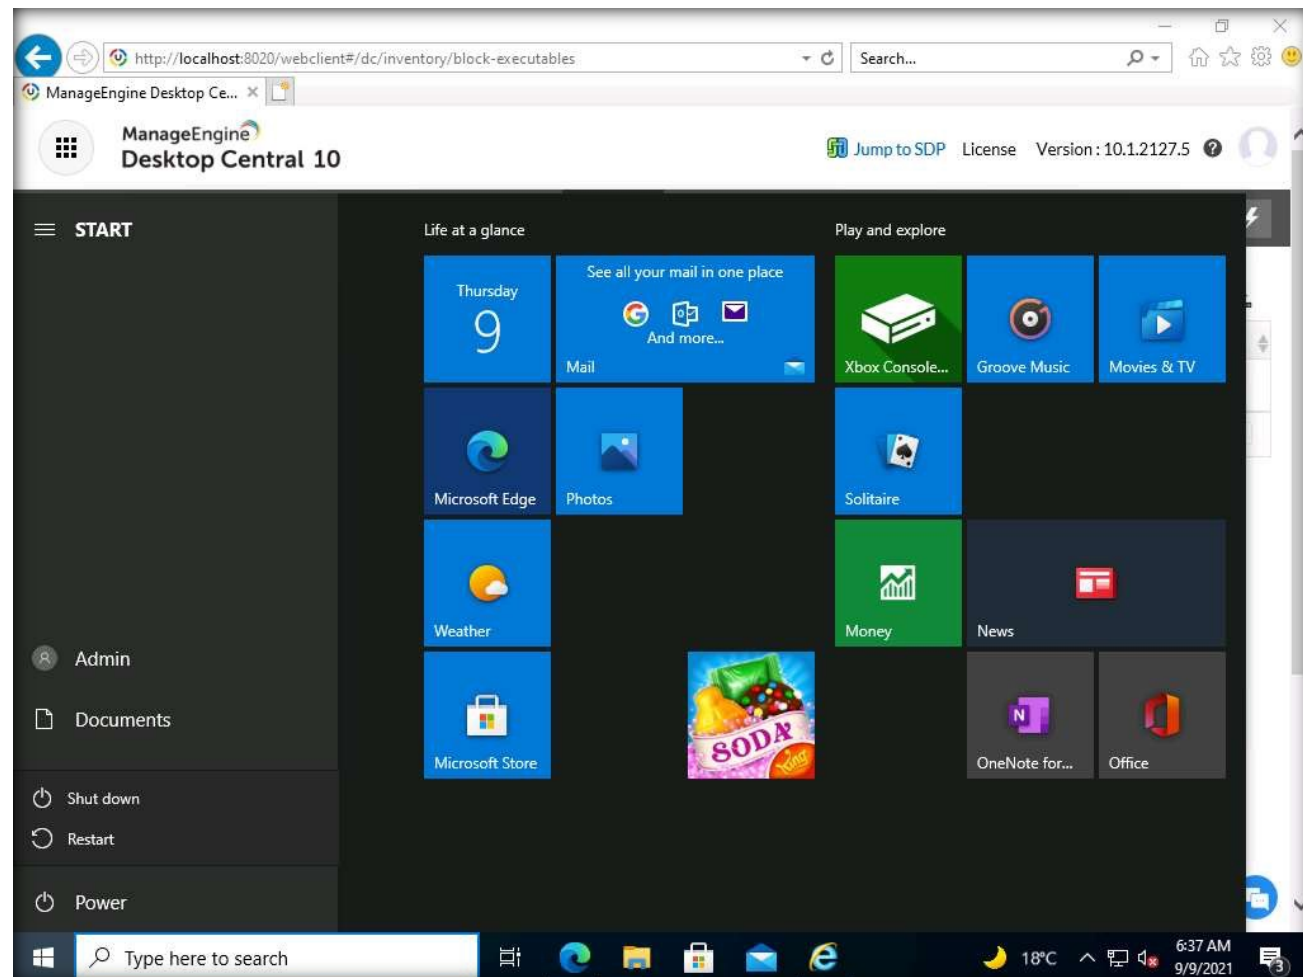 http://localhost:8020/webclient#/dc/inventory/block-executables
Search...
ManageEngine Desktop Ce...
ManageEngine
Desktop Central 10
Jump to SDP License Version : 10.1.2127.5
START
Life at a glance
Play and explore
Thursday
9
See all your mail in one place
And more...
Mail
Xbox Console...
Groove Music
Movies & TV
Microsoft Edge
Photos
Solitaire
Weather
Money
News
Admin
Documents
Microsoft Store
SODA
King
N
OneNote for...
Office
Shut down
Restart
Power
Type here to search
18°C
6:37 AM
9/9/2021
3